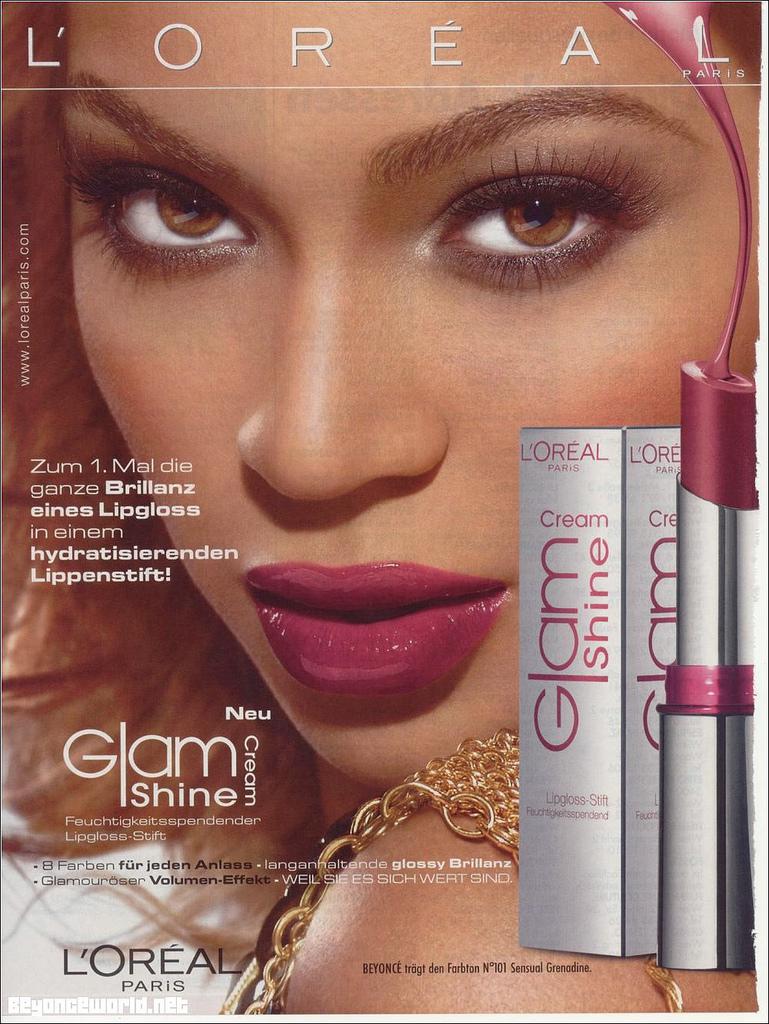 L'ORÉAL
PARIS
www.lorealparis.com
Zum 1. Mal die
ganze Brillanz
eines Lipgloss
in einem
hydratisierenden
Lippenstift!
L'ORÉAL
PARIS
Cream
Glam
Shine
Lipgloss-Stift
Feuchtigkeitsspendend
L'ORÉ
PARIS
Cre
Glam
L
Feucht
Neu
Glam
Shine
Cream
Feuchtigkeitsspendender
Lipgloss-Stift
- 8 Farben für jeden Anlass - langanhaltende glossy Brillanz
- Glamouröser Volumen-Effekt - WEIL SIE ES SICH WERT SIND.
L'ORÉAL
PARIS
BEYONCÉ trägt den Farbton N°101 Sensual Grenadine.
BEyonceworld.net